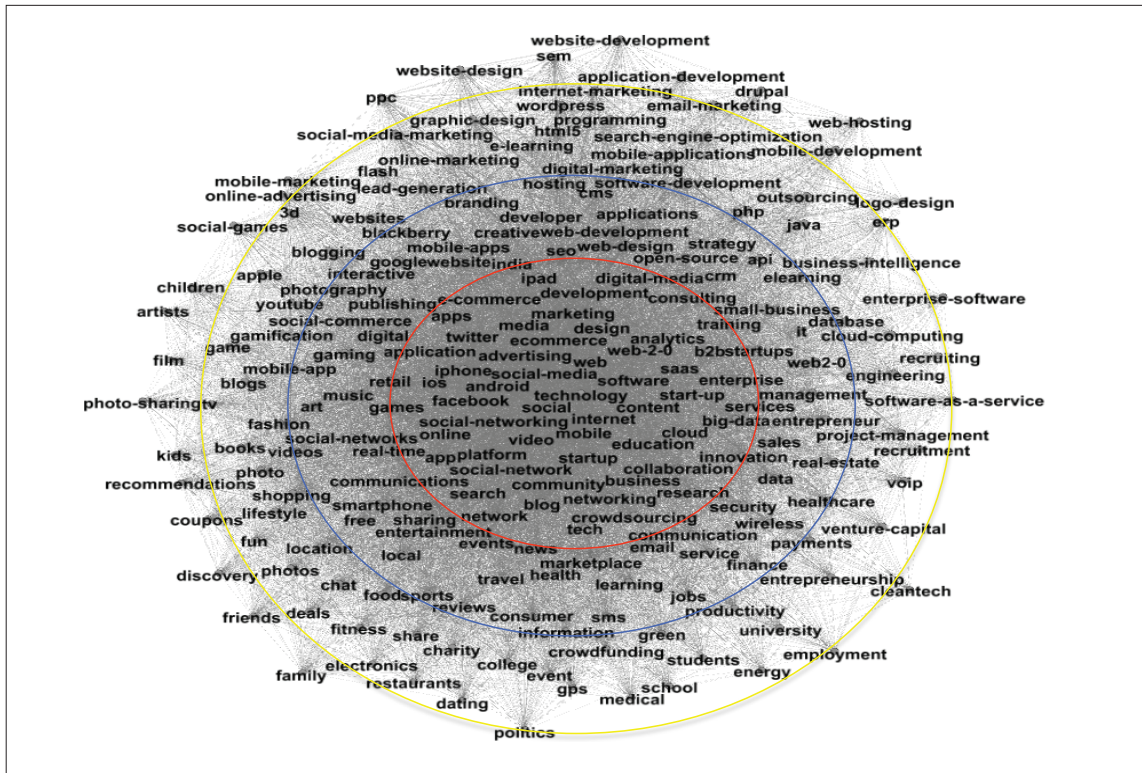 website-development
sem
website-design
application-development
internet-marketing
drupal
ppc
wordpress
email-marketing
graphic-design
programming
web-hosting
social-media-marketing
html5
search-engine-optimization
e-learning
online-marketing
mobile-applications
mobile-development
flash
digital-marketing
mobile-marketing
lead-generation
hosting
software-development
online-advertising
cms
outsourcing
logo-design
3d
branding
social-games
websites
developer
applications
php
erp
blackberry
creative
web-development
java
blogging
mobile-apps
seo
web-design
strategy
google
website
india
open-source
api
business-intelligence
apple
interactive
ipad
digital-media
crm
elearning
children
photography
artists
youtube
publishing
e-commerce
development
consulting
enterprise-software
social-commerce
apps
marketing
small-business
gamification
digital
twitter
media
design
training
database
it
cloud-computing
game
ecommerce
analytics
film
gaming
application
advertising
web-2-0
b2b
startups
web2-0
recruiting
mobile-app
web
blogs
iphone
social-media
saas
engineering
retail
ios
android
software
enterprise
photo-sharing
tv
music
facebook
technology
start-up
management
software-as-a-service
art
games
social
content
services
fashion
social-networking
internet
big-data
entrepreneur
books
social-networks
online
mobile
cloud
project-management
kids
videos
real-time
video
education
sales
recruitment
app
platform
startup
innovation
real-estate
recommendations
photo
social-network
collaboration
data
voip
communications
community
business
shopping
search
research
healthcare
smartphone
blog
networking
security
coupons
lifestyle
free
sharing
network
crowdsourcing
wireless
venture-capital
fun
entertainment
tech
communication
payments
location
events
news
email
local
service
marketplace
finance
discovery
photos
chat
travel
health
learning
entrepreneurship
cleantech
food
sports
jobs
friends
deals
reviews
productivity
consumer
sms
fitness
share
information
green
university
charity
crowdfunding
employment
electronics
college
students
family
restaurants
event
energy
gps
school
dating
medical
politics